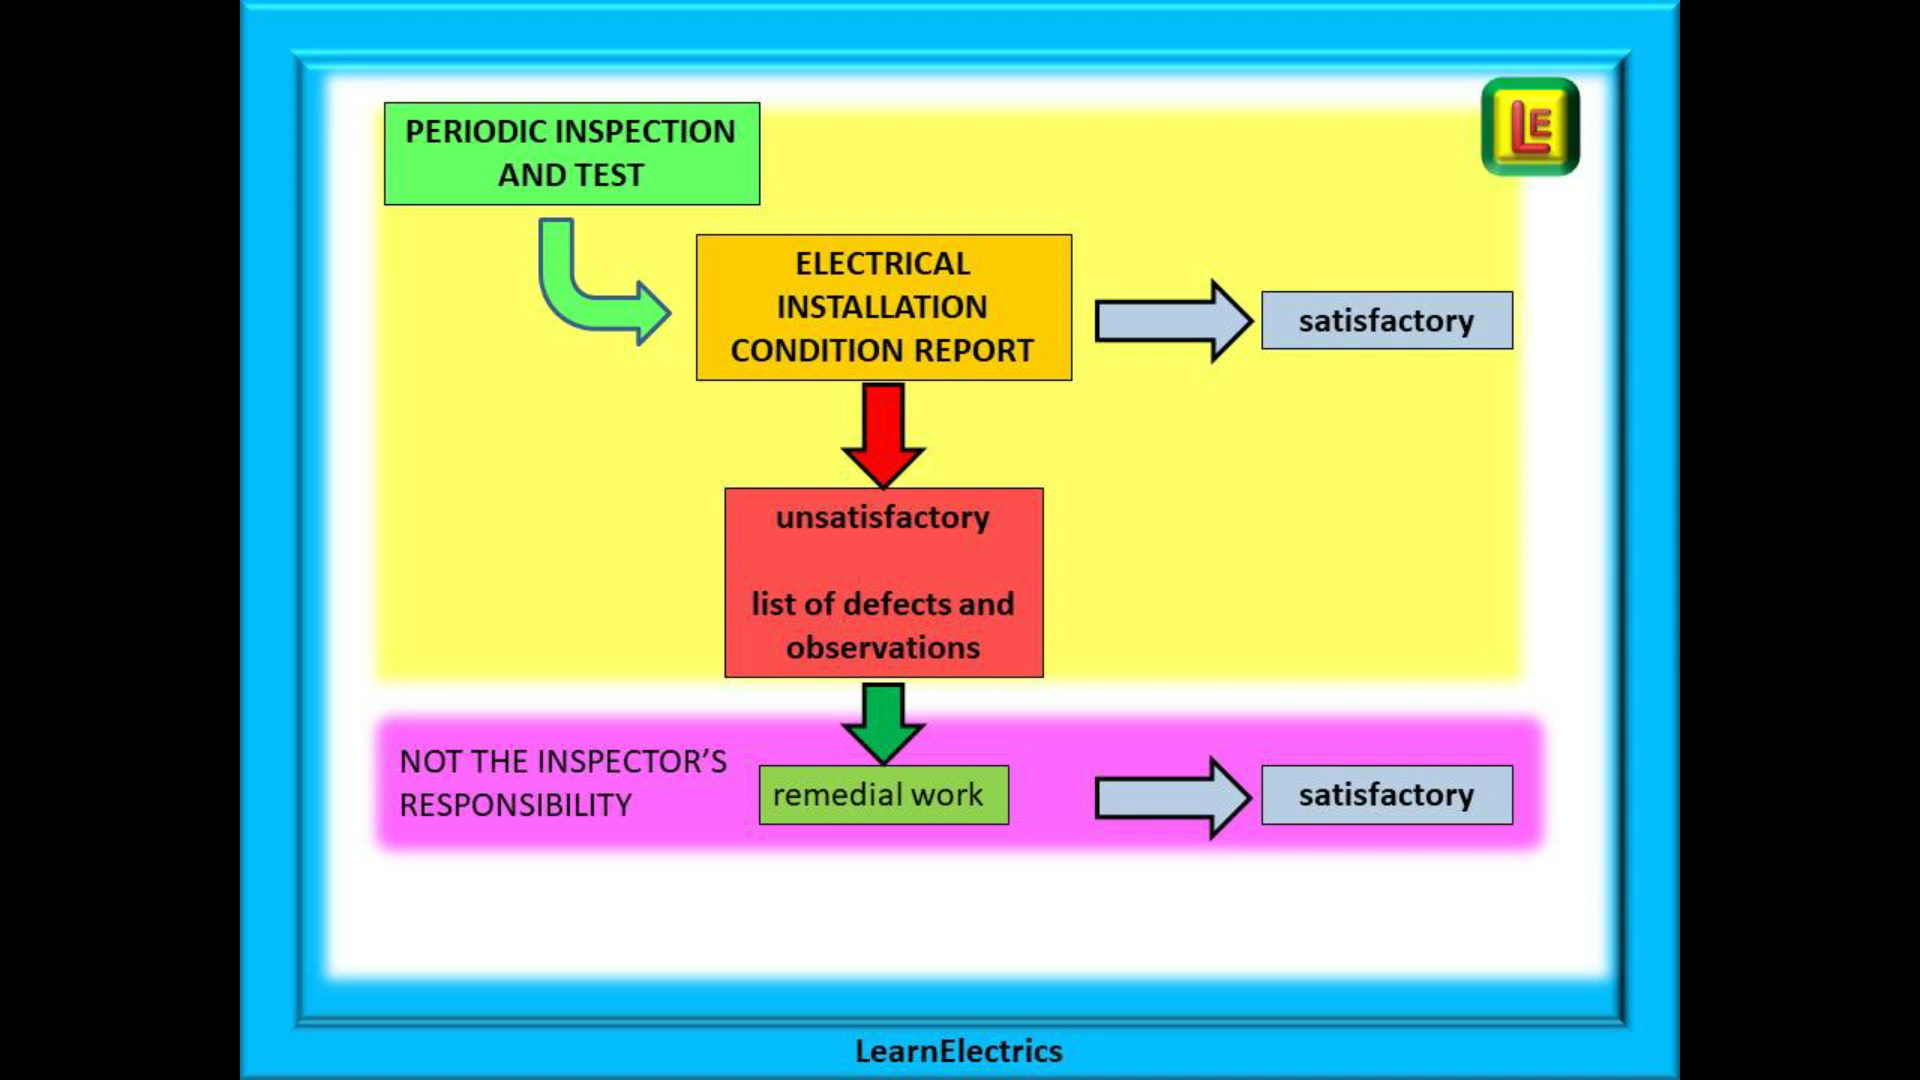 PERIODIC INSPECTION
AND TEST
LE
ELECTRICAL
INSTALLATION
CONDITION REPORT
satisfactory
unsatisfactory
list of defects and
observations
NOT THE INSPECTOR’S
RESPONSIBILITY
remedial work
satisfactory
LearnElectrics